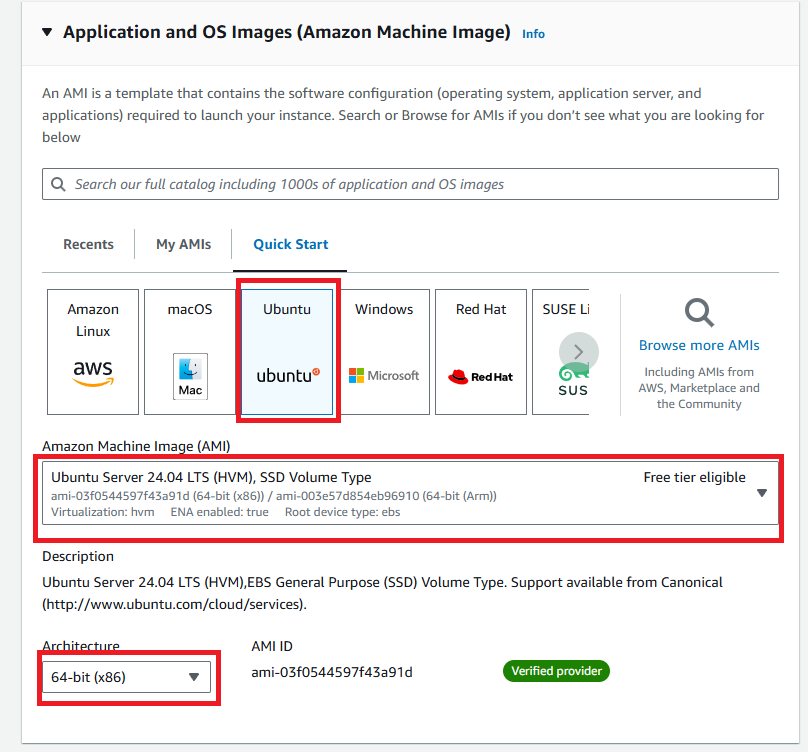 Application and OS Images (Amazon Machine Image) Info
An AMI is a template that contains the software configuration (operating system, application server, and
applications) required to launch your instance. Search or Browse for AMIs if you don’t see what you are looking for
below
Search our full catalog including 1000s of application and OS images
Recents
My AMIs
Quick Start
Amazon
Linux
aws
macOS
Mac
Ubuntu
ubuntu
Windows
Microsoft
Red Hat
Red Hat
SUSE Li
SUS
Browse more AMIs
Including AMIs from
AWS, Marketplace and
the Community
Amazon Machine Image (AMI)
Ubuntu Server 24.04 LTS (HVM), SSD Volume Type
Free tier eligible
ami-03f0544597f43a91d (64-bit (x86)) / ami-003e57d854eb96910 (64-bit (Arm))
Virtualization: hvm ENA enabled: true Root device type: ebs
Description
Ubuntu Server 24.04 LTS (HVM),EBS General Purpose (SSD) Volume Type. Support available from Canonical
(http://www.ubuntu.com/cloud/services).
Architecture
64-bit (x86)
AMI ID
ami-03f0544597f43a91d
Verified provider